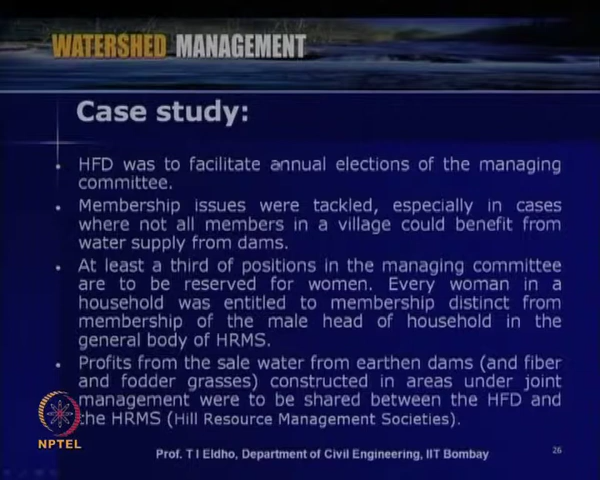 WATERSHED MANAGEMENT
Case study:
• HFD was to facilitate annual elections of the managing
committee.
• Membership issues were tackled, especially in cases
where not all members in a village could benefit from
water supply from dams.
• At least a third of positions in the managing committee
are to be reserved for women. Every woman in a
household was entitled to membership distinct from
membership of the male head of household in the
general body of HRMS.
• Profits from the sale water from earthen dams (and fiber
and fodder grasses) constructed in areas under joint
management were to be shared between the HFD and
the HRMS (Hill Resource Management Societies).
NPTEL
Prof. T I Eldho, Department of Civil Engineering, IIT Bombay
26